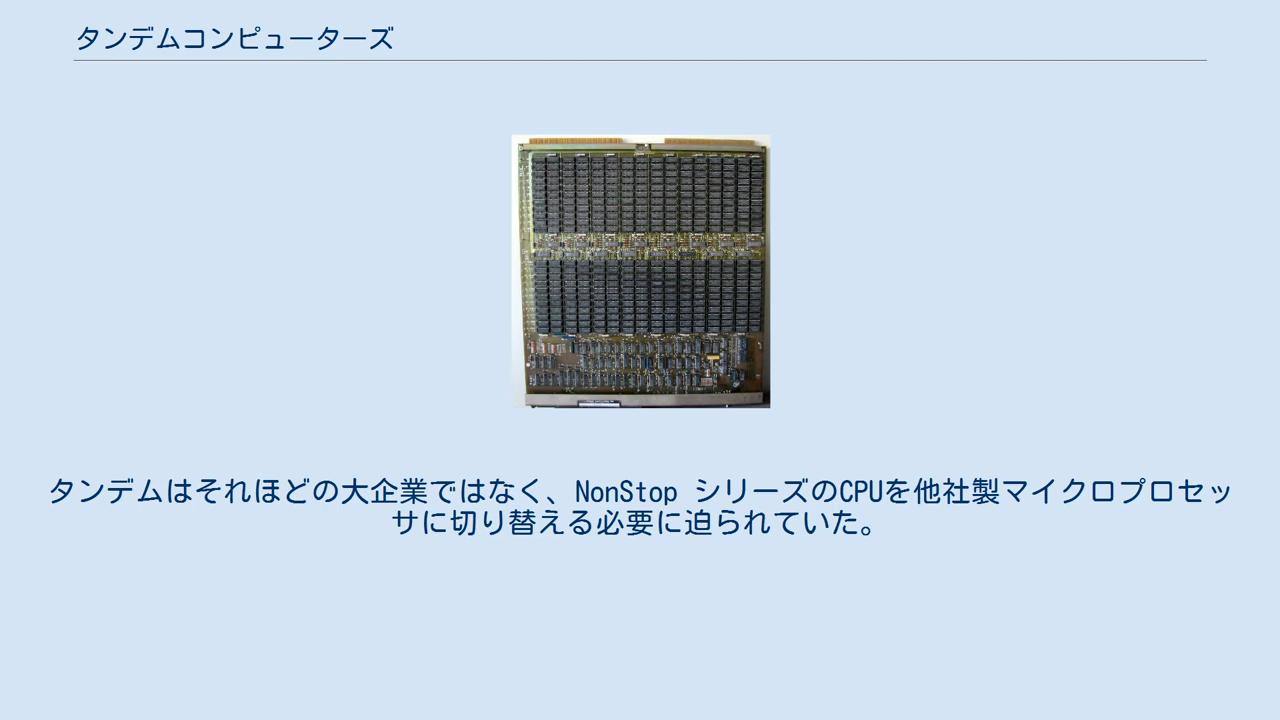 タンデムコンピューターズ
タンデムはそれほどの大企業ではなく、NonStop シリーズのCPUを他社製マイクロプロセッ
サに切り替える必要に迫られていた。